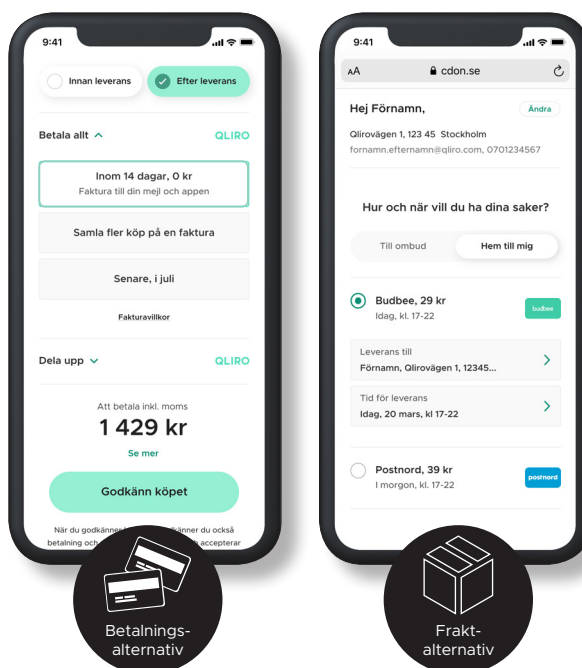 9:41
Innan leverans
Efter leverans
Betala allt
QLIRO
Inom 14 dagar, 0 kr
Faktura till din mejl och appen
Samla fler köp på en faktura
Senare, i juli
Fakturavillkor
Dela upp
QLIRO
Att betala inkl. moms
1 429 kr
Se mer
Godkänn köpet
När du godkänner känner du också
betalning och accepterar
Betalnings-
alternativ
9:41
AA
cdon.se
Hej Förnamn,
Ändra
Qlirovägen 1, 123 45 Stockholm
fornamn.efternamn@qliro.com, 0701234567
Hur och när vill du ha dina saker?
Till ombud
Hem till mig
Budbee, 29 kr
Idag, kl. 17-22
budbee
Leverans till
Förnamn, Qlirovägen 1, 12345...
Tid för leverans
Idag, 20 mars, kl 17-22
Postnord, 39 kr
I morgon, kl. 17-22
postnord
Frakt-
alternativ